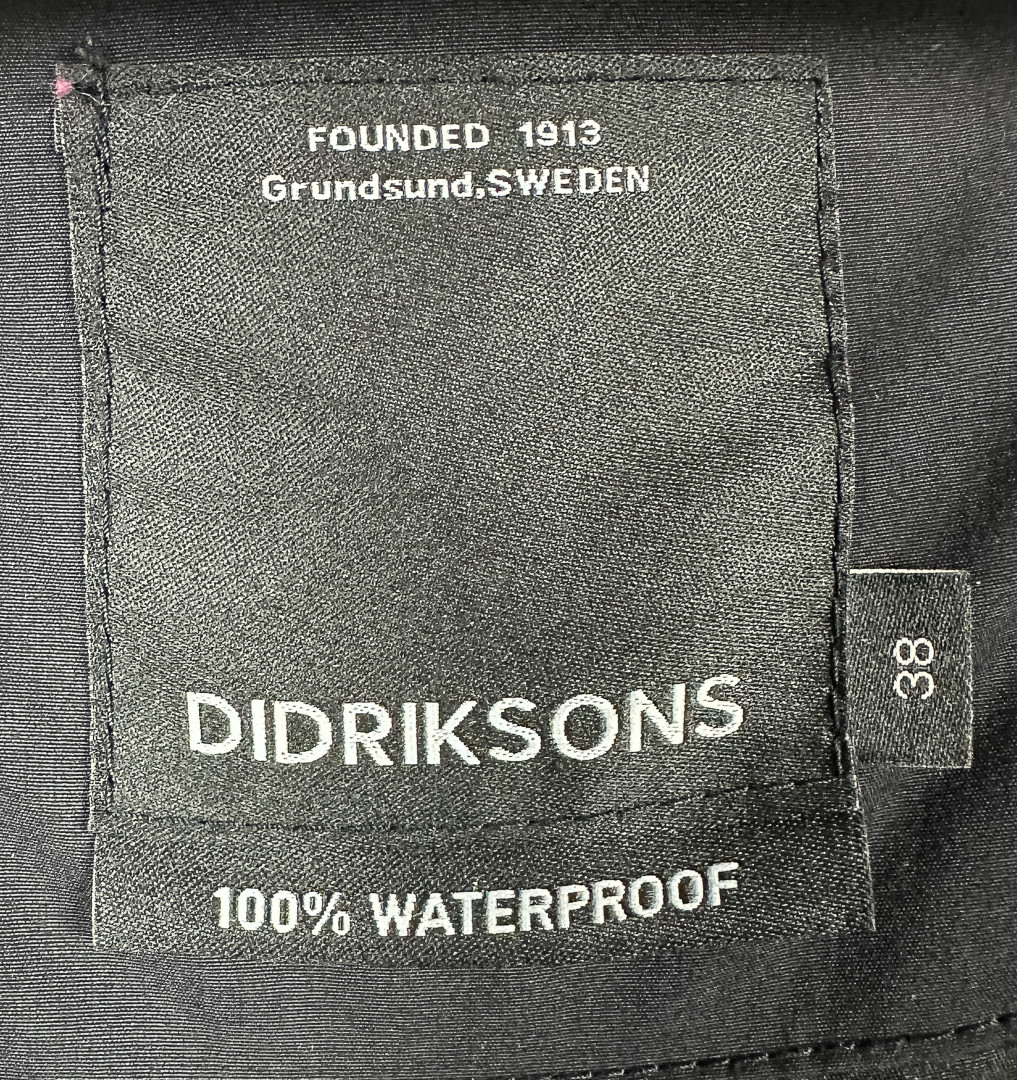 FOUNDED 1913
Grundsund,SWEDEN
DIDRIKSONS
38
100% WATERPROOF